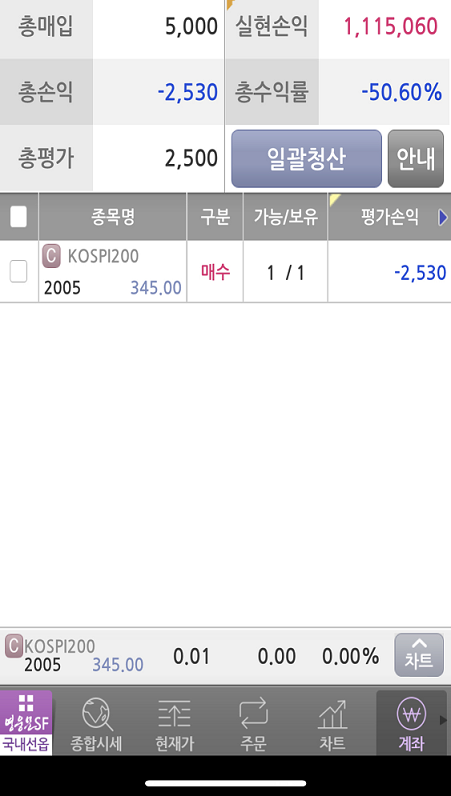 총매입 5,000 실현손익 1,115,060
총손익 -2,530 총수익률 -50.60%
총평가 2,500 일괄청산 안내
종목명 구분 가능/보유 평가손익
C KOSPI200
2005 345.00 매수 1 / 1 -2,530
C KOSPI200
2005 345.00 0.01 0.00 0.00% 차트
영웅문SF
국내선옵 종합시세 현재가 주문 차트 계좌